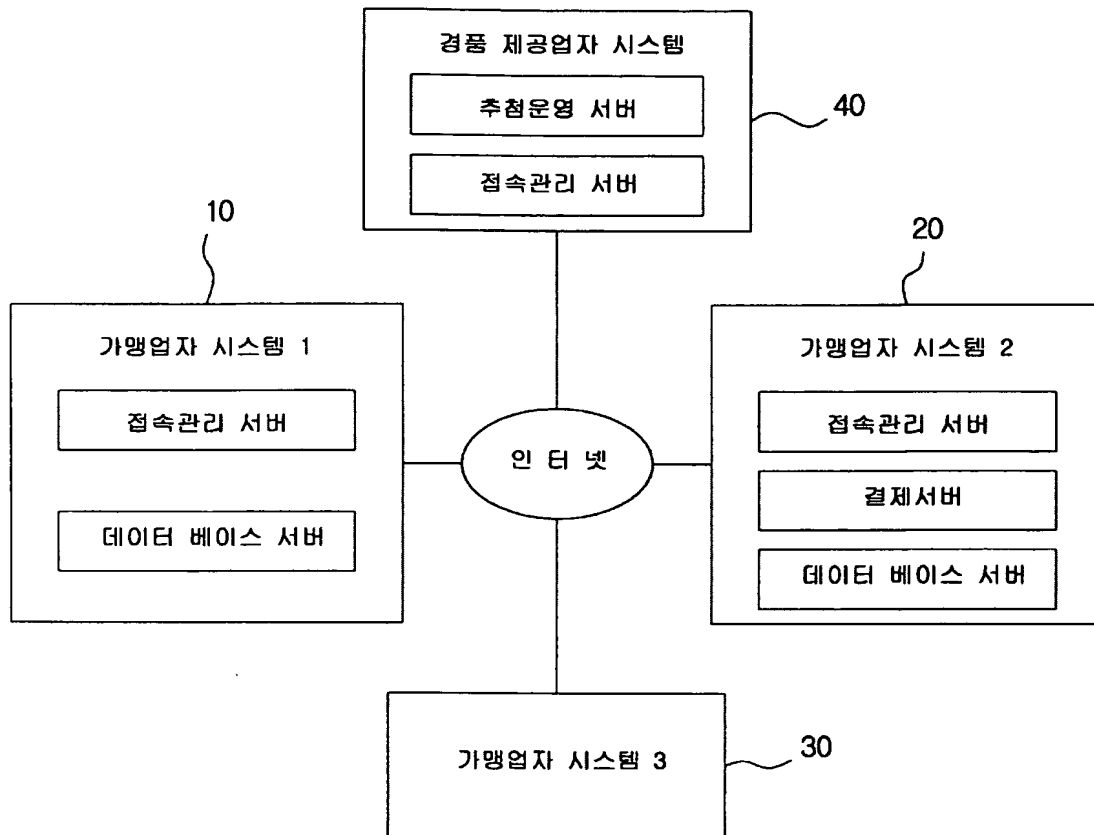 경품 제공업자 시스템
추첨운영 서버
접속관리 서버
40
10
가맹업자 시스템 1
접속관리 서버
데이터 베이스 서버
인 터 넷
20
가맹업자 시스템 2
접속관리 서버
결제서버
데이터 베이스 서버
가맹업자 시스템 3
30